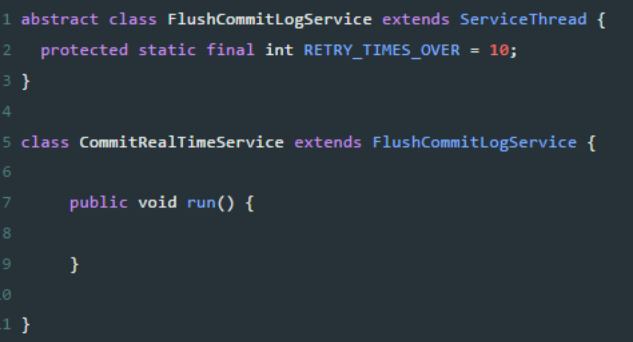 1 abstract class FlushCommitLogService extends ServiceThread {
2   protected static final int RETRY_TIMES_OVER = 10;
3 }
4
5 class CommitRealTimeService extends FlushCommitLogService {
6
7     public void run() {
8
9     }
0
1 }